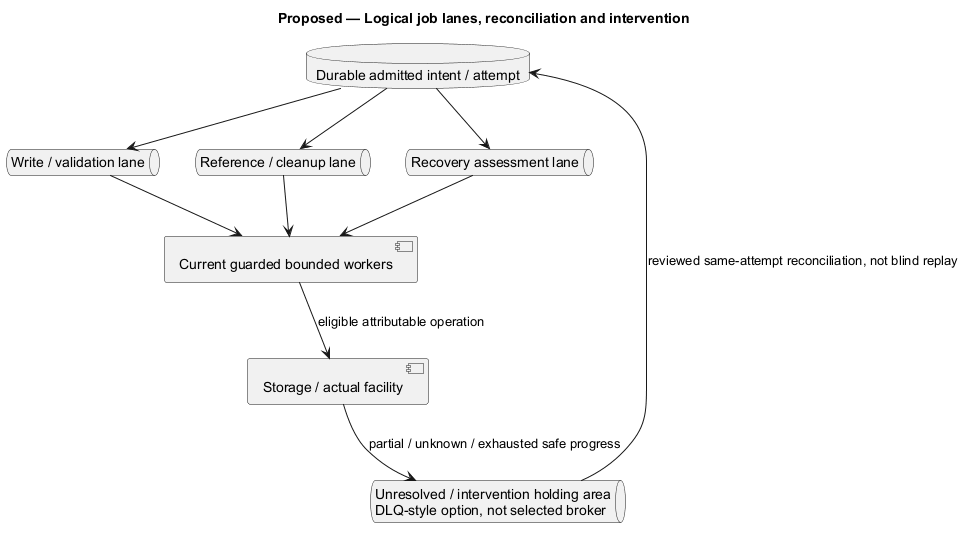 Proposed — Logical job lanes, reconciliation and intervention
Durable admitted intent / attempt
Write / validation lane
Reference / cleanup lane
Recovery assessment lane
Current guarded bounded workers
reviewed same-attempt reconciliation, not blind replay
eligible attributable operation
Storage / actual facility
partial / unknown / exhausted safe progress
Unresolved / intervention holding area
DLQ-style option, not selected broker